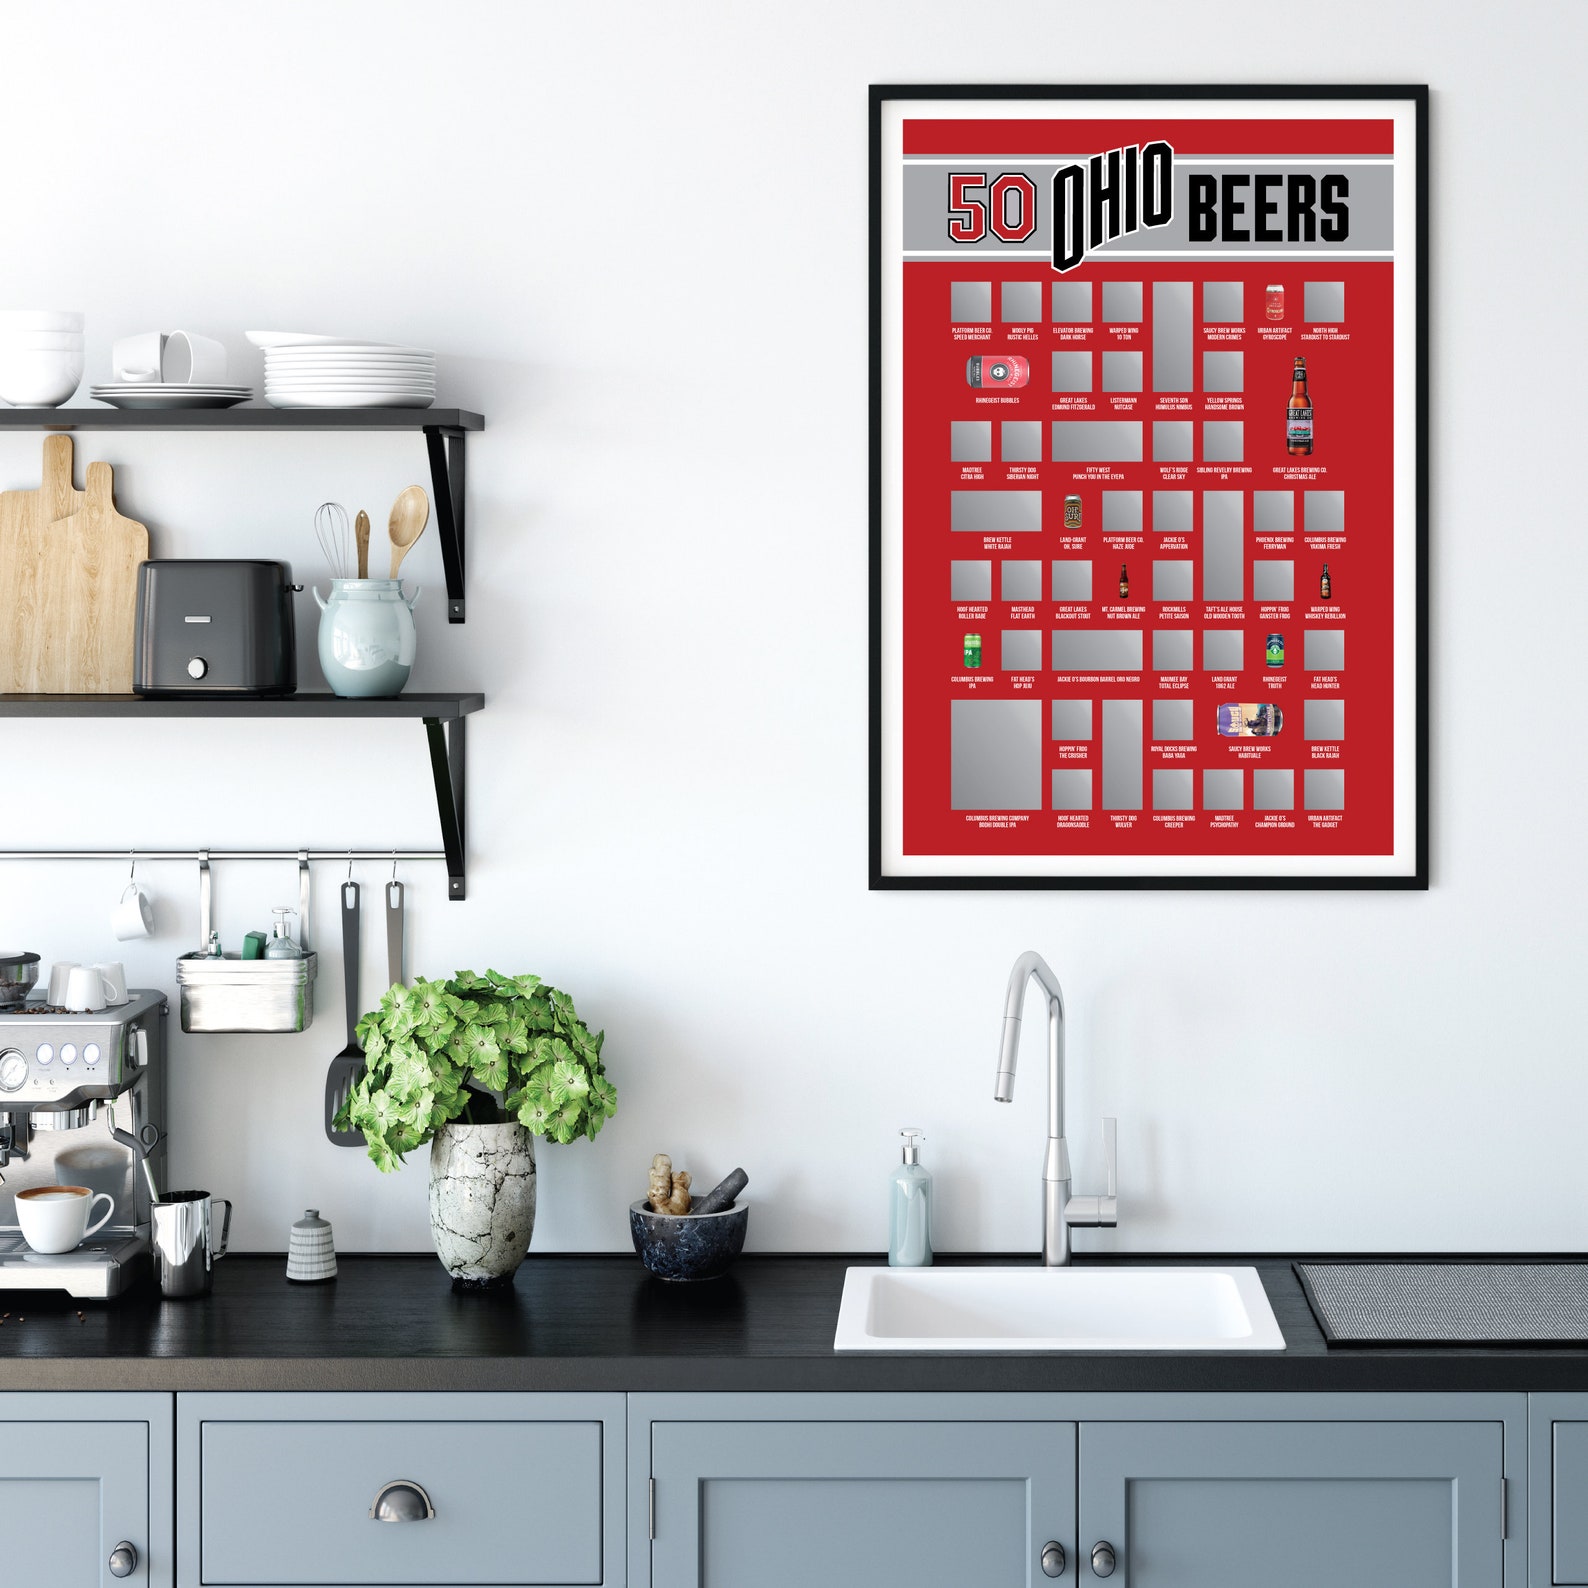 50 OHIO BEERS
PLATFORM BEER CO.
SPEED MERCHANT
WOOLY PIG
RUSTIC HELLES
ELEVATOR BREWING
DARK HORSE
WARPED WING
10 TON
SAUCY BREW WORKS
MODERN CRIMES
URBAN ARTIFACT
GYROSCOPE
NORTH HIGH
STARDUST TO STARDUST
RHINEGEIST BUBBLES
GREAT LAKES
EDMUND FITZGERALD
LISTERMANN
NUTCASE
SEVENTH SON
HUMULUS NIMBUS
YELLOW SPRINGS
HANDSOME BROWN
GREAT LAKES
MADTREE
CITRA HIGH
THIRSTY DOG
SIBERIAN NIGHT
FIFTY WEST
PUNCH YOU IN THE EYEPA
WOLF'S RIDGE
CLEAR SKY
SIBLING REVELRY BREWING
IPA
GREAT LAKES BREWING CO.
CHRISTMAS ALE
BREW KETTLE
WHITE RAJAH
LAND-GRANT
OH, SURE
PLATFORM BEER CO.
HAZE JUDE
JACKIE O'S
APPERVATION
PHOENIX BREWING
FERRYMAN
COLUMBUS BREWING
YAKIMA FRESH
HOOF HEARTED
ROLLER BABE
MASTHEAD
FLAT EARTH
GREAT LAKES
BLACKOUT STOUT
MT. CARMEL BREWING
NUT BROWN ALE
ROCKMILLS
PETITE SAISON
TAFT'S ALE HOUSE
OLD WOODEN TOOTH
HOPPIN' FROG
GANSTER FROG
WARPED WING
WHISKEY REBILLION
COLUMBUS BREWING
IPA
FAT HEAD'S
HOP JUJU
JACKIE O'S BOURBON BARREL ORO NEGRO
MAUMEE BAY
TOTAL ECLIPSE
LAND GRANT
1862 ALE
RHINEGEIST
TRUTH
FAT HEAD'S
HEAD HUNTER
HOPPIN' FROG
THE CRUSHER
ROYAL DOCKS BREWING
BABA YAGA
SAUCY BREW WORKS
HABITUALE
BREW KETTLE
BLACK RAJAH
COLUMBUS BREWING COMPANY
BODHI DOUBLE IPA
HOOF HEARTED
DRAGONSADDLE
THIRSTY DOG
WULVER
COLUMBUS BREWING
CREEPER
MADTREE
PSYCHOPATHY
JACKIE O'S
CHAMPION GROUND
URBAN ARTIFACT
THE GADGET